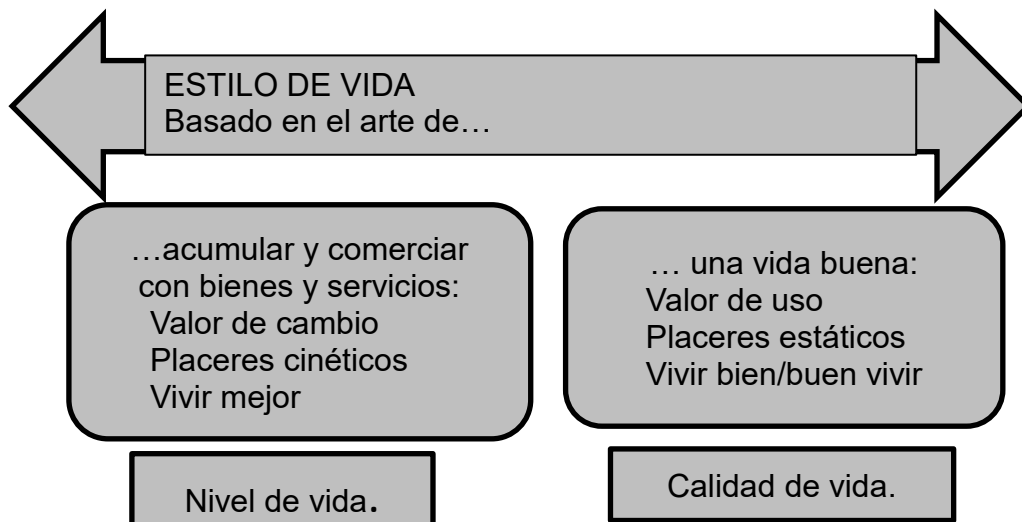 ESTILO DE VIDA
Basado en el arte de…
…acumular y comerciar
con bienes y servicios:
Valor de cambio
Placeres cinéticos
Vivir mejor
… una vida buena:
Valor de uso
Placeres estáticos
Vivir bien/buen vivir
Nivel de vida.
Calidad de vida.